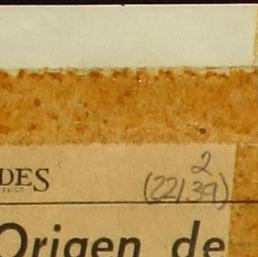 2
DES
(22/39)
Origen de